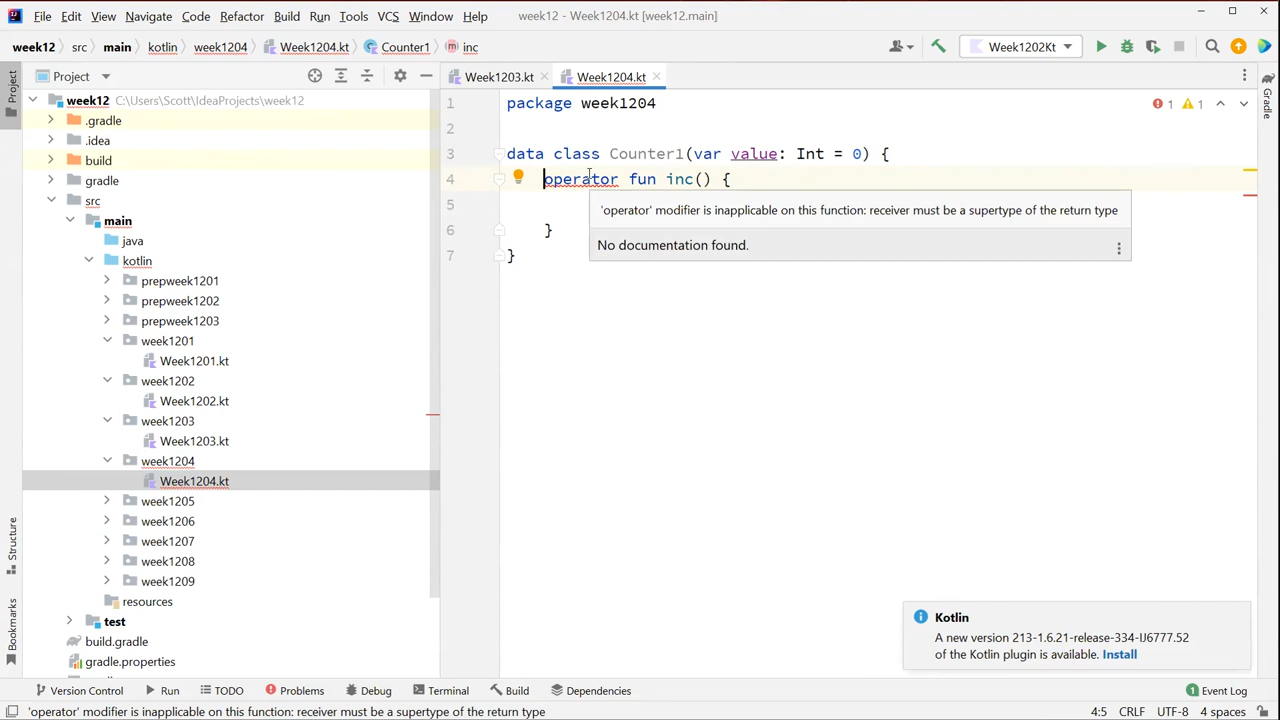 File Edit View Navigate Code Refactor Build Run Tools VCS Window Help week12 - Week1204.kt [week12.main]
week12 src main kotlin week1204 Week1204.kt Counter1 inc Week1202Kt
Project
Week1203.kt Week1204.kt
week12 C:\Users\Scott\IdeaProjects\week12
.gradle
.idea
build
gradle
src
main
java
kotlin
prepweek1201
prepweek1202
prepweek1203
week1201
Week1201.kt
week1202
Week1202.kt
week1203
Week1203.kt
week1204
Week1204.kt
week1205
week1206
week1207
week1208
week1209
resources
test
build.gradle
gradle.properties
1 package week1204
2
3 data class Counter1(var value: Int = 0) {
4 operator fun inc() {
5
6 }
7 }
1 1
'operator' modifier is inapplicable on this function: receiver must be a supertype of the return type
No documentation found.
Kotlin
A new version 213-1.6.21-release-334-IJ6777.52
of the Kotlin plugin is available. Install
Project
Structure
Bookmarks
Gradle
Version Control Run TODO Problems Debug Terminal Build Dependencies 1 Event Log
'operator' modifier is inapplicable on this function: receiver must be a supertype of the return type 4:5 CRLF UTF-8 4 spaces